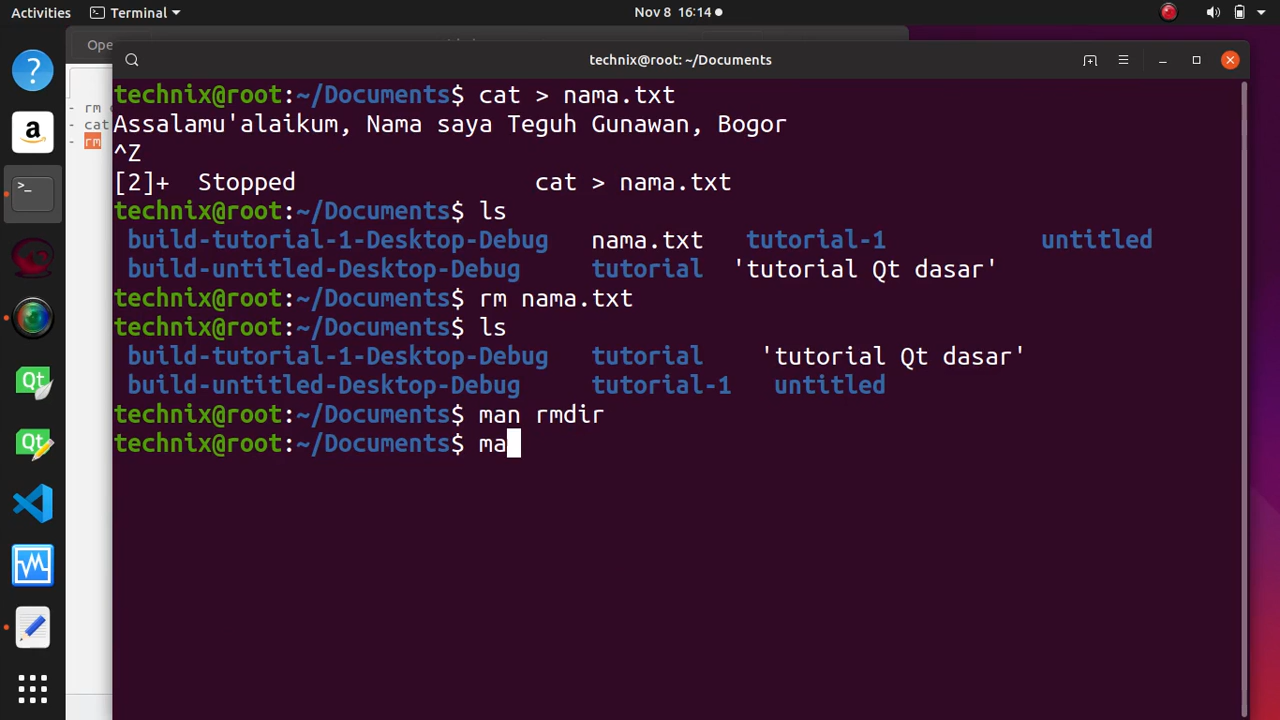 Activities Terminal Nov 8 16:14
Ope
technix@root: ~/Documents
- rm
- cat
- rm
technix@root:~/Documents$ cat > nama.txt
Assalamu'alaikum, Nama saya Teguh Gunawan, Bogor
^Z
[2]+ Stopped cat > nama.txt
technix@root:~/Documents$ ls
build-tutorial-1-Desktop-Debug nama.txt tutorial-1 untitled
build-untitled-Desktop-Debug tutorial 'tutorial Qt dasar'
technix@root:~/Documents$ rm nama.txt
technix@root:~/Documents$ ls
build-tutorial-1-Desktop-Debug tutorial 'tutorial Qt dasar'
build-untitled-Desktop-Debug tutorial-1 untitled
technix@root:~/Documents$ man rmdir
technix@root:~/Documents$ ma